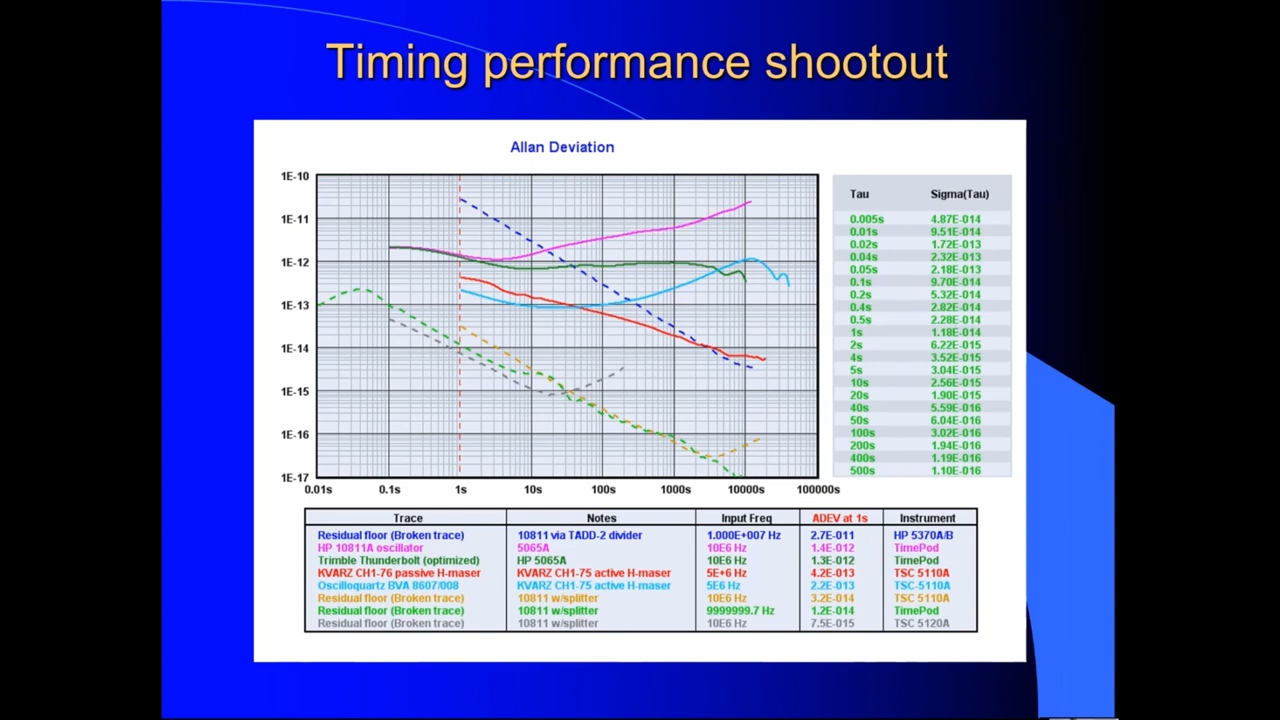 Timing performance shootout
Allan Deviation
1E-10
1E-11
1E-12
1E-13
1E-14
1E-15
1E-16
1E-17
0.01s 0.1s 1s 10s 100s 1000s 10000s 100000s
Tau Sigma(Tau)
0.005s 4.87E-014
0.01s 9.51E-014
0.02s 1.72E-013
0.04s 2.32E-013
0.05s 2.18E-013
0.1s 9.70E-014
0.2s 5.32E-014
0.4s 2.82E-014
0.5s 2.28E-014
1s 1.18E-014
2s 6.22E-015
4s 3.52E-015
5s 3.04E-015
10s 2.56E-015
20s 1.90E-015
40s 5.59E-016
50s 6.04E-016
100s 3.02E-016
200s 1.94E-016
400s 1.19E-016
500s 1.10E-016
Trace Notes Input Freq ADEV at 1s Instrument
Residual floor (Broken trace) 10811 via TADD-2 divider 1.000E+007 Hz 2.7E-011 HP 5370A/B
HP 10811A oscillator 5065A 10E6 Hz 1.4E-012 TimePod
Trimble Thunderbolt (optimized) HP 5065A 10E6 Hz 1.3E-012 TimePod
KVARZ CH1-76 passive H-maser KVARZ CH1-75 active H-maser 5E+6 Hz 4.2E-013 TSC 5110A
Oscilloquartz BVA 8607/008 KVARZ CH1-75 active H-maser 5E6 Hz 2.2E-013 TSC-5110A
Residual floor (Broken trace) 10811 w/splitter 10E6 Hz 3.2E-014 TSC 5110A
Residual floor (Broken trace) 10811 w/splitter 9999999.7 Hz 1.2E-014 TimePod
Residual floor (Broken trace) 10811 w/splitter 10E6 Hz 7.5E-015 TSC 5120A